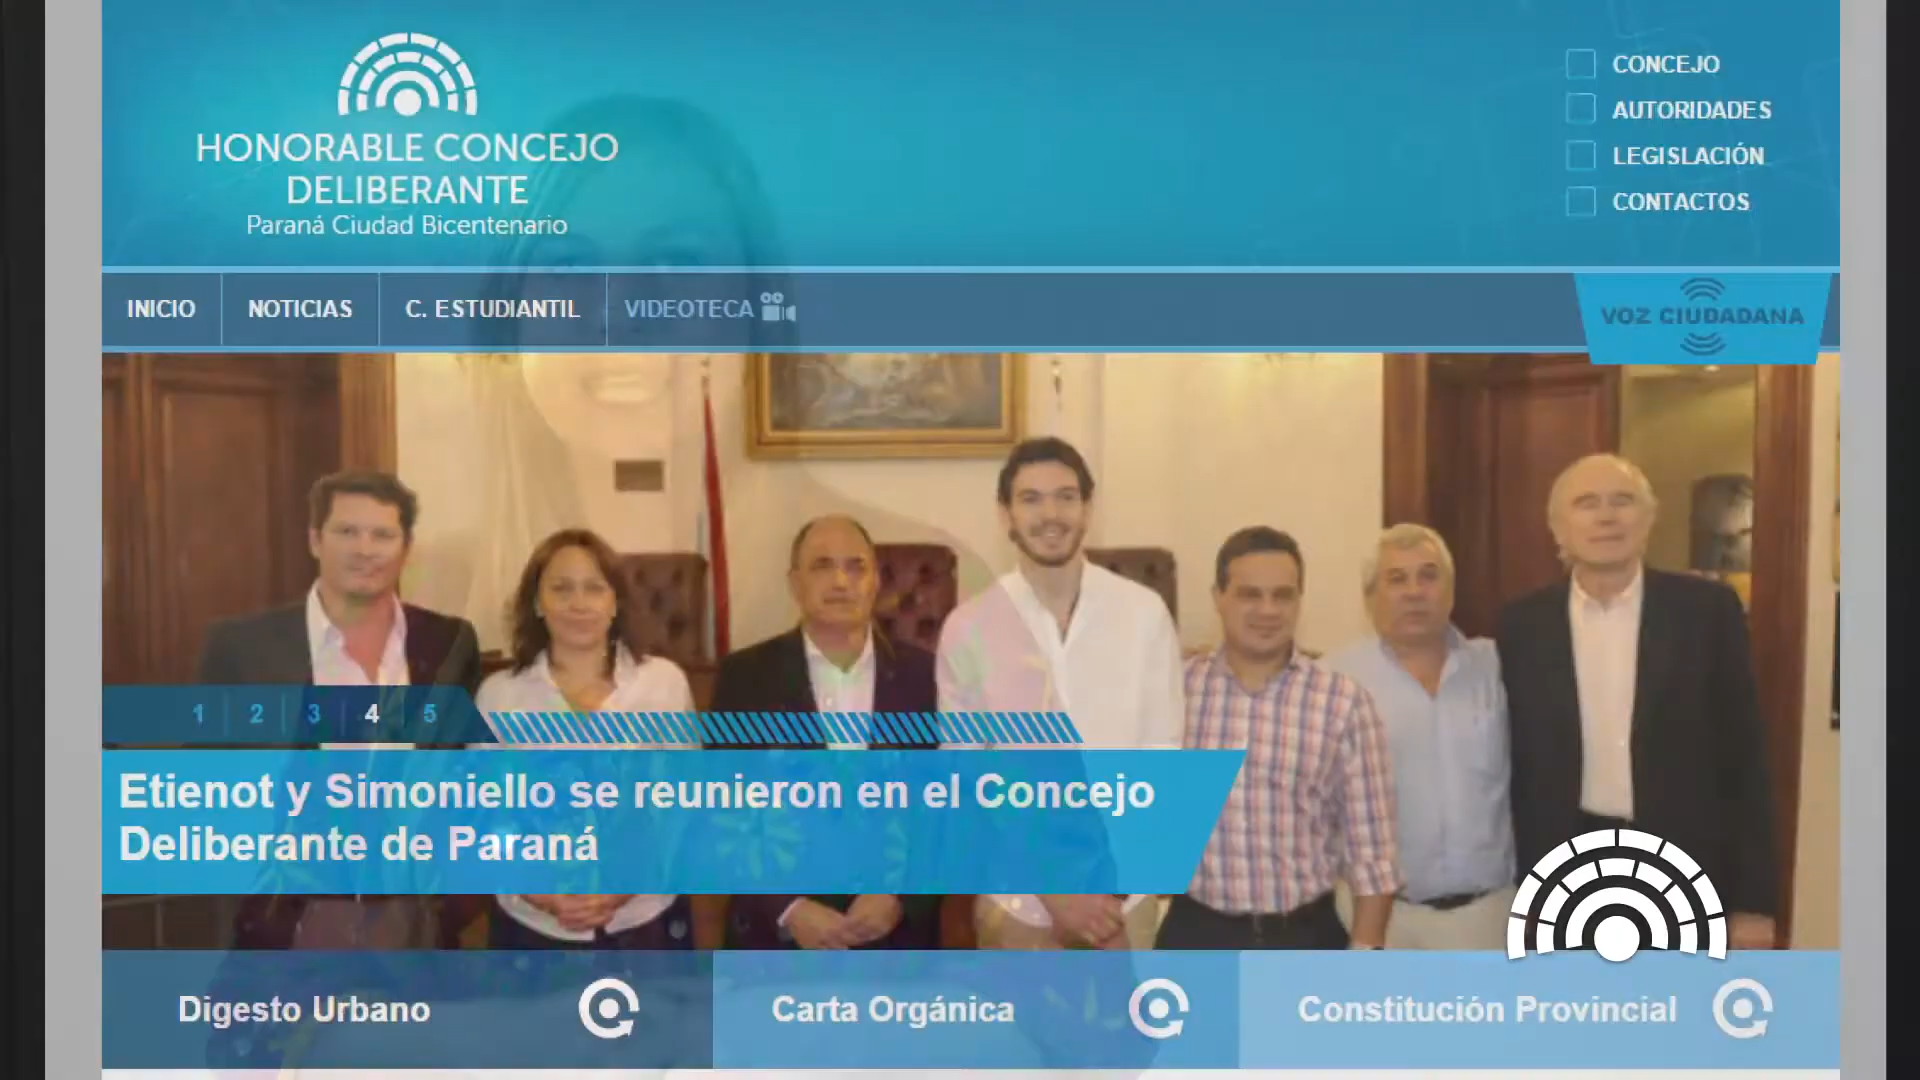 HONORABLE CONCEJO
DELIBERANTE
Paraná Ciudad Bicentenario
CONCEJO
AUTORIDADES
LEGISLACIÓN
CONTACTOS
INICIO
NOTICIAS
C. ESTUDIANTIL
VIDEOTECA
VOZ CIUDADANA
1 2 3 4 5
Etienot y Simoniello se reunieron en el Concejo
Deliberante de Paraná
Digesto Urbano
Carta Orgánica
Constitución Provincial